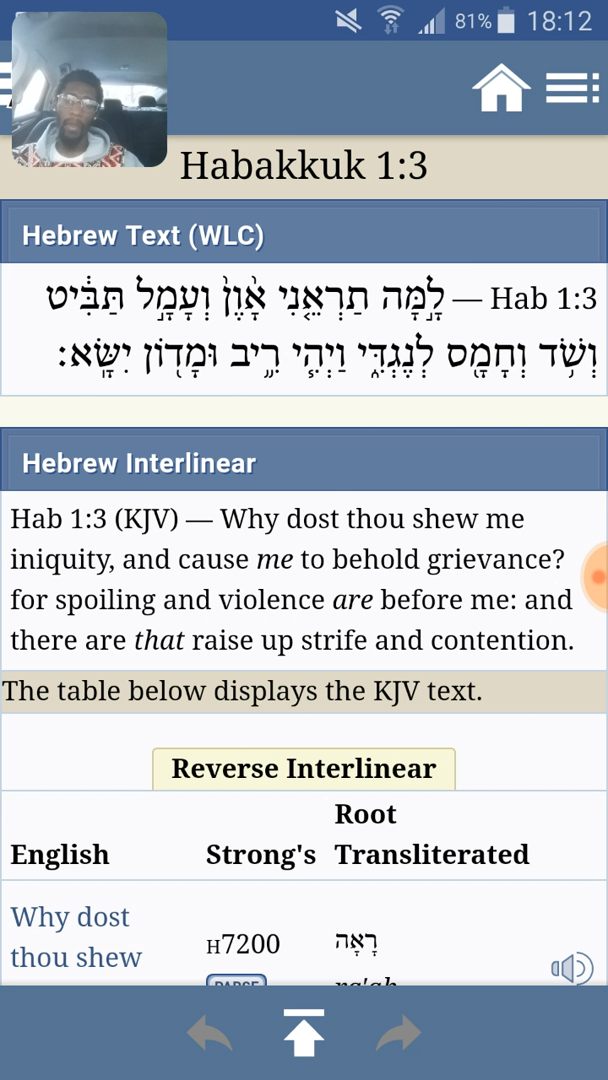 81% 18:12
Habakkuk 1:3
Hebrew Text (WLC)
Hab 1:3 — לָ֣מָּה תַרְאֵ֤נִי אָ֙וֶן֙ וְעָמָ֣ל תַּבִּ֔יט
וְשֹׁ֥ד וְחָמָ֖ס לְנֶגְדִּ֑י וַיְהִ֧י רִ֦יב וּמָד֖וֹן יִשָּֽׂא׃
Hebrew Interlinear
Hab 1:3 (KJV) — Why dost thou shew me
iniquity, and cause me to behold grievance?
for spoiling and violence are before me: and
there are that raise up strife and contention.
The table below displays the KJV text.
Reverse Interlinear
English Strong's Root Transliterated
Why dost
thou shew
H7200 רָאָה
PARSE ra'ah